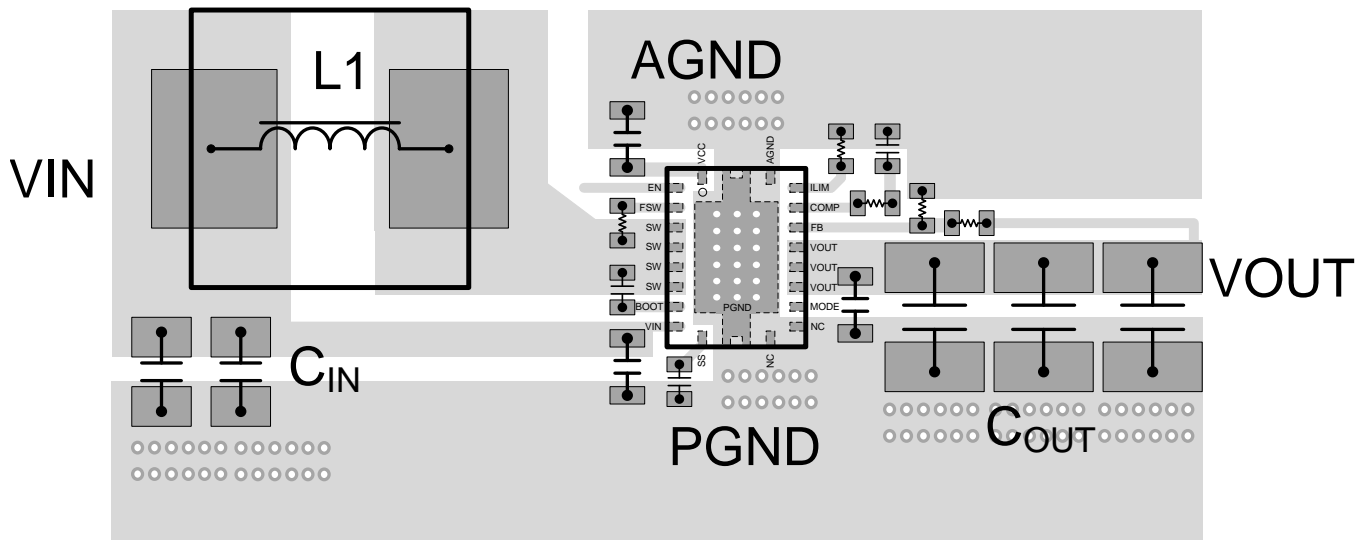 L1
AGND
VIN
VCC
AGND
EN
FSW
SW
SW
SW
SW
BOOT
VIN
ILIM
COMP
FB
VOUT
VOUT
VOUT
MODE
NC
PGND
SS
NC
VOUT
CIN
COUT
PGND